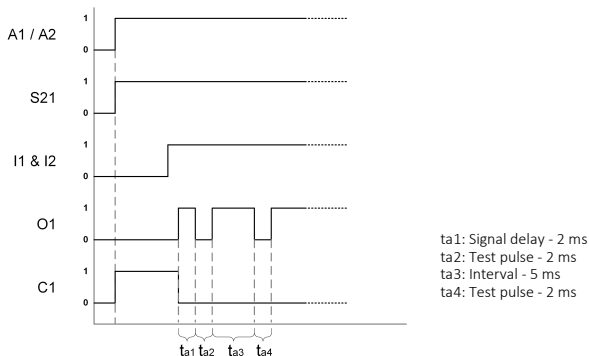 A1 / A2
1
0
S21
1
0
I1 & I2
1
0
O1
1
0
C1
1
0
ta1 ta2 ta3 ta4
ta1: Signal delay - 2 ms
ta2: Test pulse - 2 ms
ta3: Interval - 5 ms
ta4: Test pulse - 2 ms